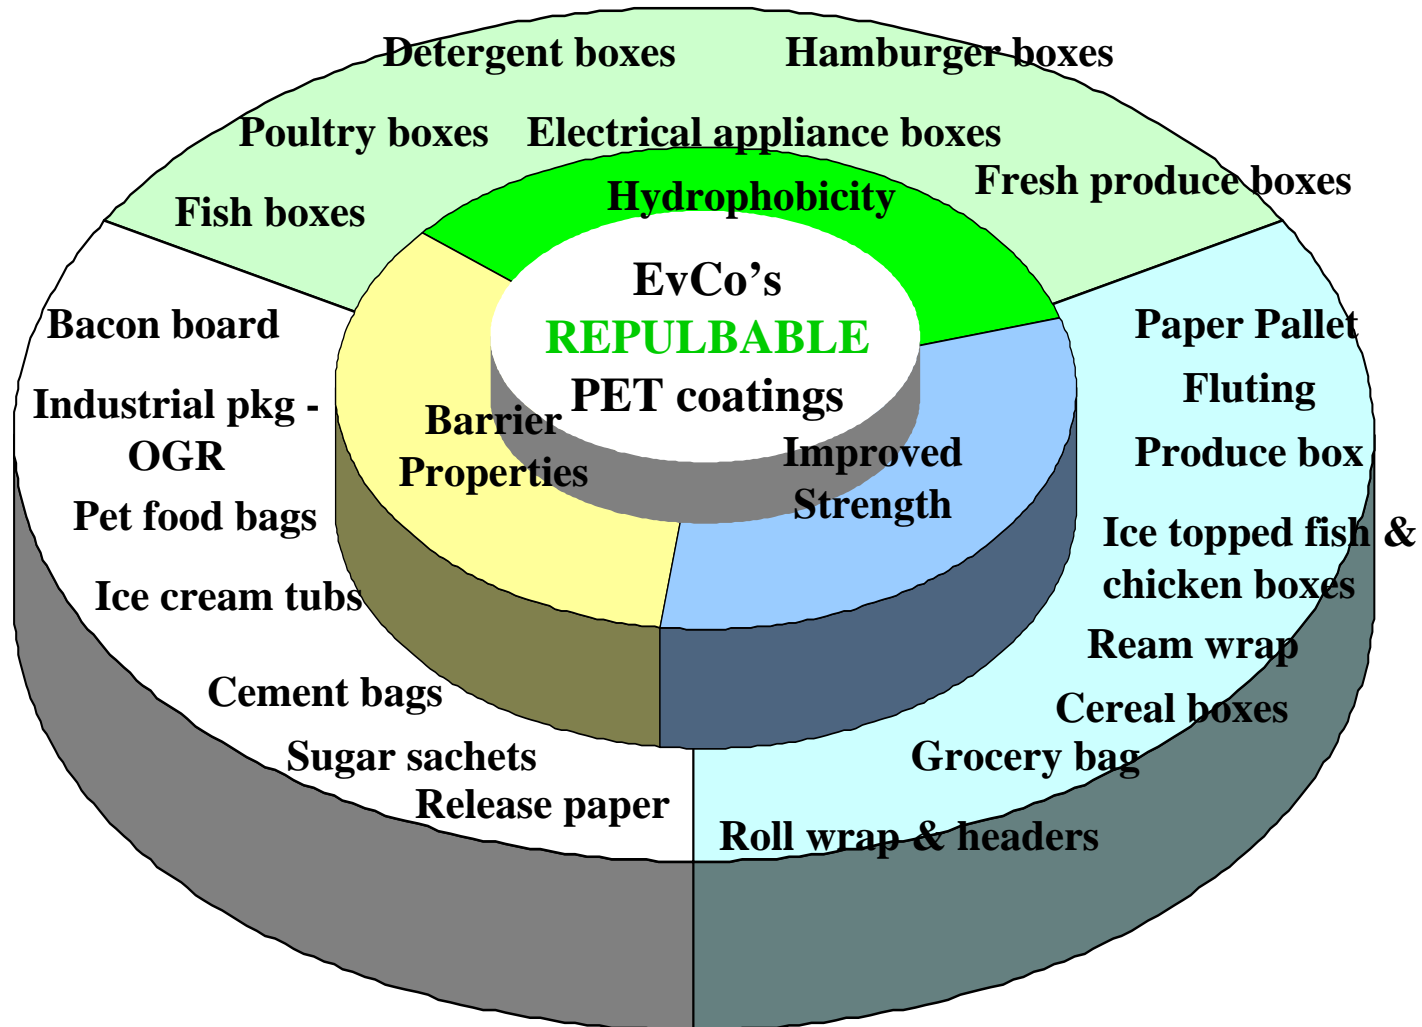 Detergent boxes
Hamburger boxes
Poultry boxes
Electrical appliance boxes
Fresh produce boxes
Fish boxes
Hydrophobicity
EvCo’s
REPULBABLE
PET coatings
Barrier
Properties
Improved
Strength
Bacon board
Industrial pkg -
OGR
Pet food bags
Ice cream tubs
Cement bags
Sugar sachets
Release paper
Paper Pallet
Fluting
Produce box
Ice topped fish &
chicken boxes
Ream wrap
Cereal boxes
Grocery bag
Roll wrap & headers